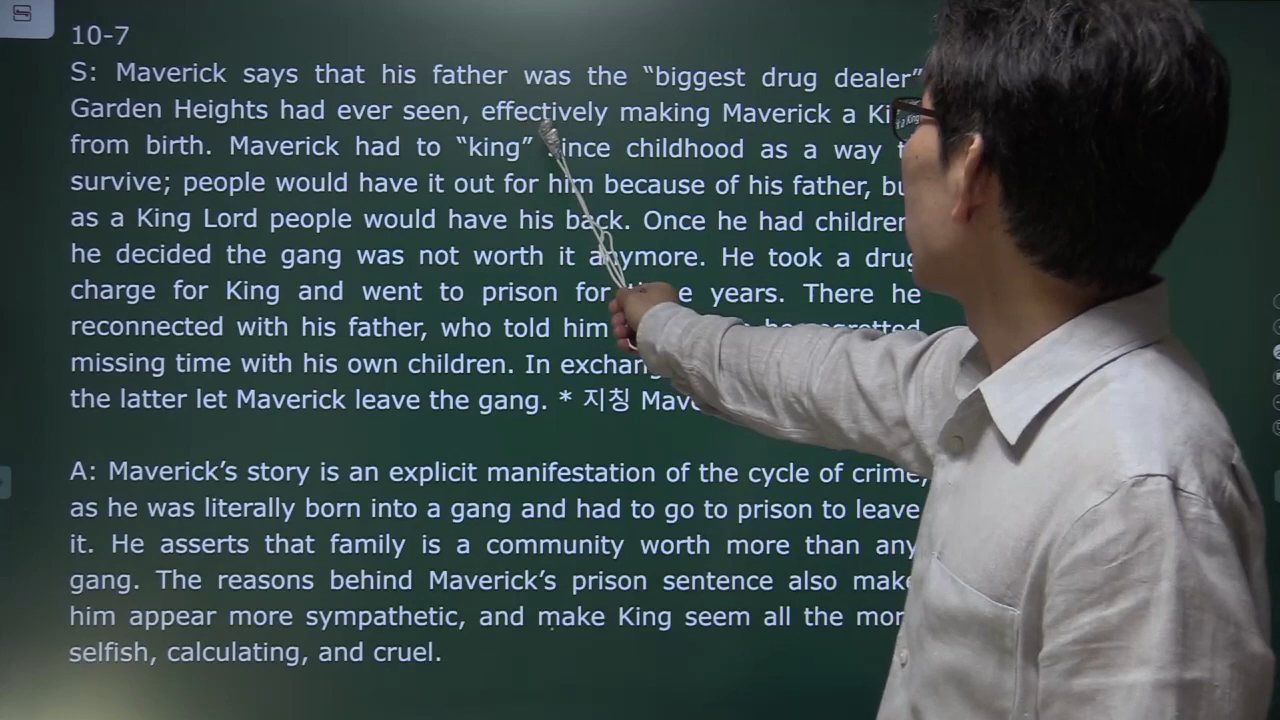 10-7
S: Maverick says that his father was the “biggest drug dealer”
Garden Heights had ever seen, effectively making Maverick a
from birth. Maverick had to “king” since childhood as a way
survive; people would have it out for him because of his father,
as a King Lord people would have his back. Once he had children
he decided the gang was not worth it anymore. He took a drug
charge for King and went to prison for years. There he
reconnected with his father, who told him regretted
missing time with his own children. In
the latter let Maverick leave the gang. * 지칭
A: Maverick’s story is an explicit manifestation of the cycle of crime,
as he was literally born into a gang and had to go to prison to leave
it. He asserts that family is a community worth more than any
gang. The reasons behind Maverick’s prison sentence also make
him appear more sympathetic, and make King seem all the
selfish, calculating, and cruel.